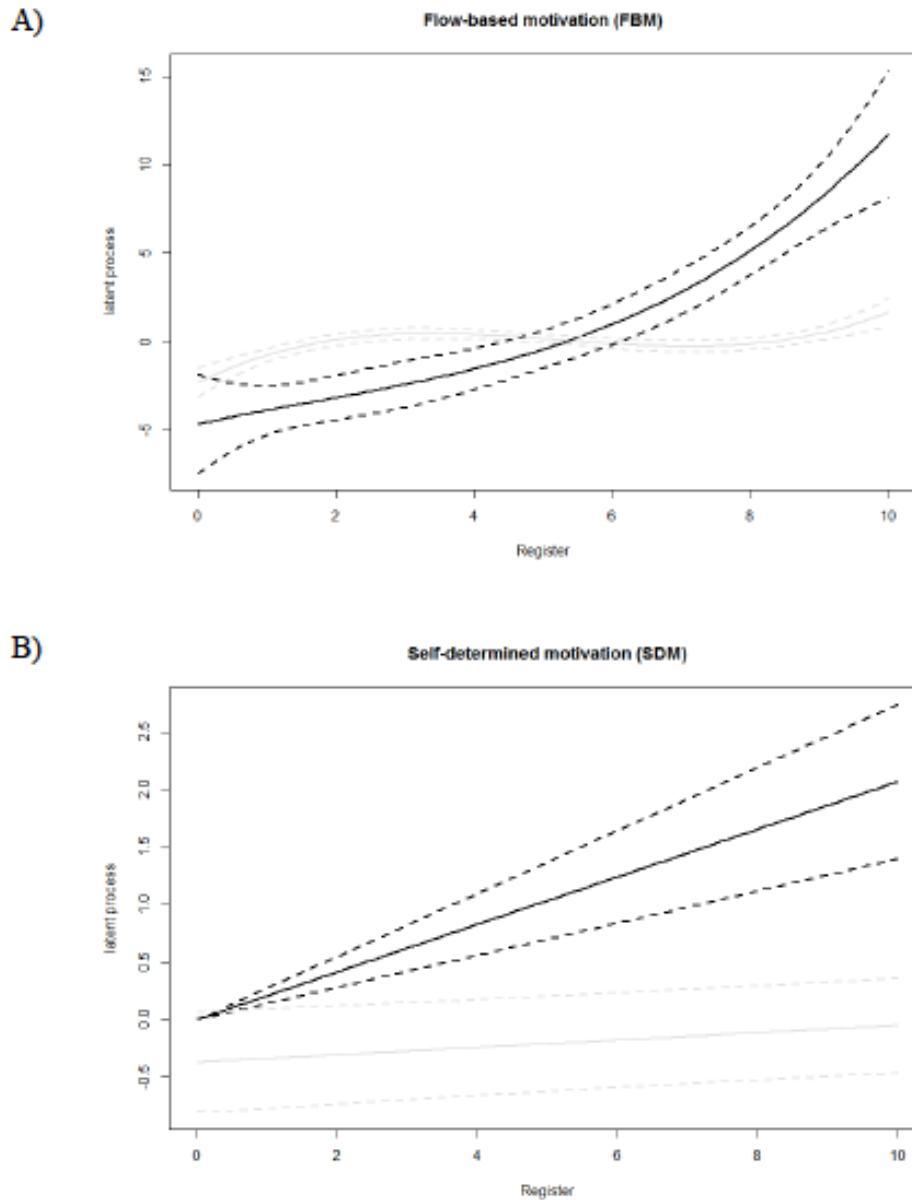 A)
Flow-based motivation (FBM)
15
10
5
0
-5
latent process
0 2 4 6 8 10
Register
B)
Self-determined motivation (SDM)
2.5
2.0
1.5
1.0
0.5
0.0
-0.5
latent process
0 2 4 6 8 10
Register